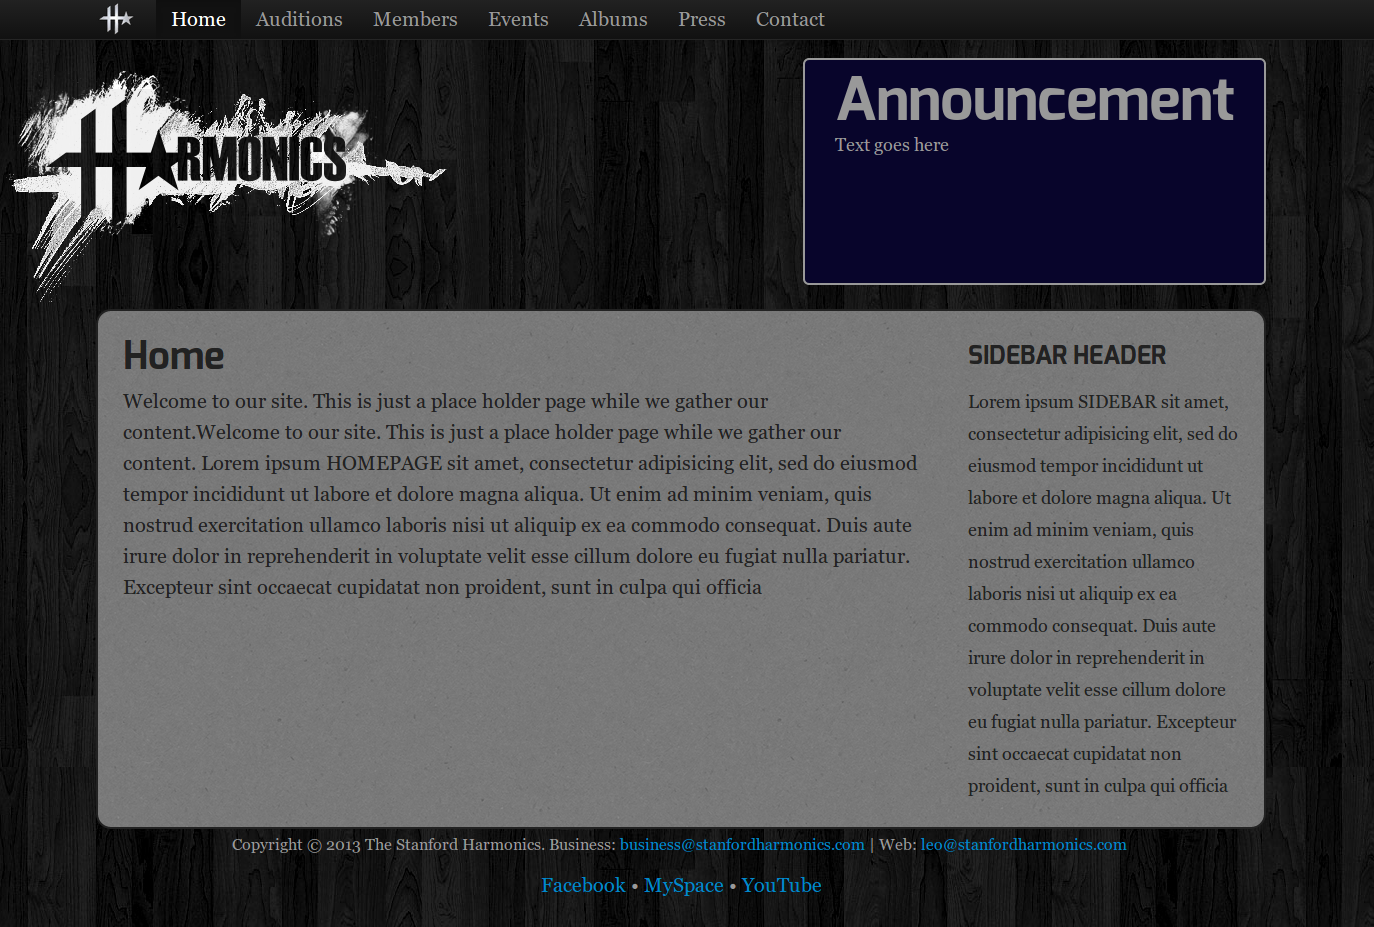 Home Auditions Members Events Albums Press Contact
HARMONICS
Announcement
Text goes here
Home
Welcome to our site. This is just a place holder page while we gather our
content.Welcome to our site. This is just a place holder page while we gather our
content. Lorem ipsum HOMEPAGE sit amet, consectetur adipisicing elit, sed do eiusmod
tempor incididunt ut labore et dolore magna aliqua. Ut enim ad minim veniam, quis
nostrud exercitation ullamco laboris nisi ut aliquip ex ea commodo consequat. Duis aute
irure dolor in reprehenderit in voluptate velit esse cillum dolore eu fugiat nulla pariatur.
Excepteur sint occaecat cupidatat non proident, sunt in culpa qui officia
SIDEBAR HEADER
Lorem ipsum SIDEBAR sit amet,
consectetur adipisicing elit, sed do
eiusmod tempor incididunt ut
labore et dolore magna aliqua. Ut
enim ad minim veniam, quis
nostrud exercitation ullamco
laboris nisi ut aliquip ex ea
commodo consequat. Duis aute
irure dolor in reprehenderit in
voluptate velit esse cillum dolore
eu fugiat nulla pariatur. Excepteur
sint occaecat cupidatat non
proident, sunt in culpa qui officia
Copyright © 2013 The Stanford Harmonics. Business: business@stanfordharmonics.com | Web: leo@stanfordharmonics.com
Facebook • MySpace • YouTube